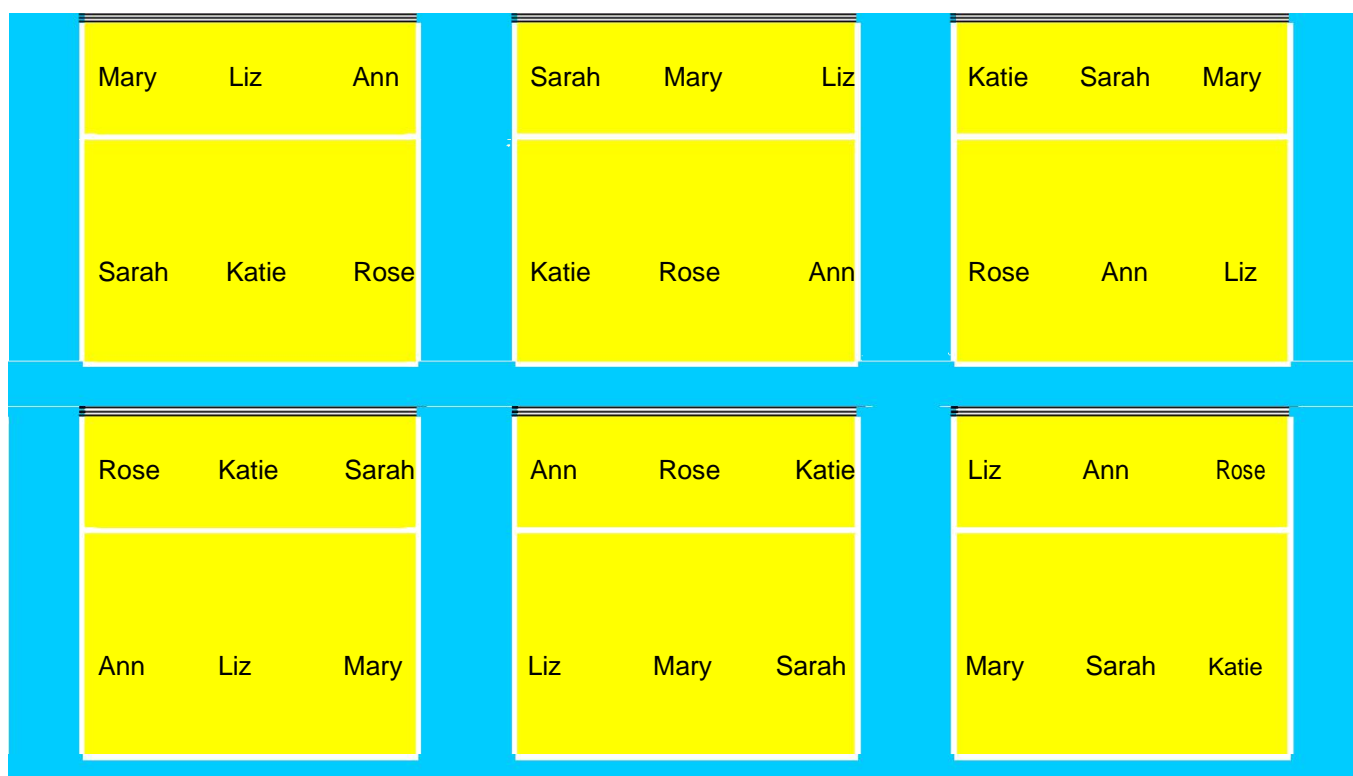 Mary Liz Ann
Sarah Katie Rose
Sarah Mary Liz
Katie Rose Ann
Katie Sarah Mary
Rose Ann Liz
Rose Katie Sarah
Ann Liz Mary
Ann Rose Katie
Liz Mary Sarah
Liz Ann Rose
Mary Sarah Katie